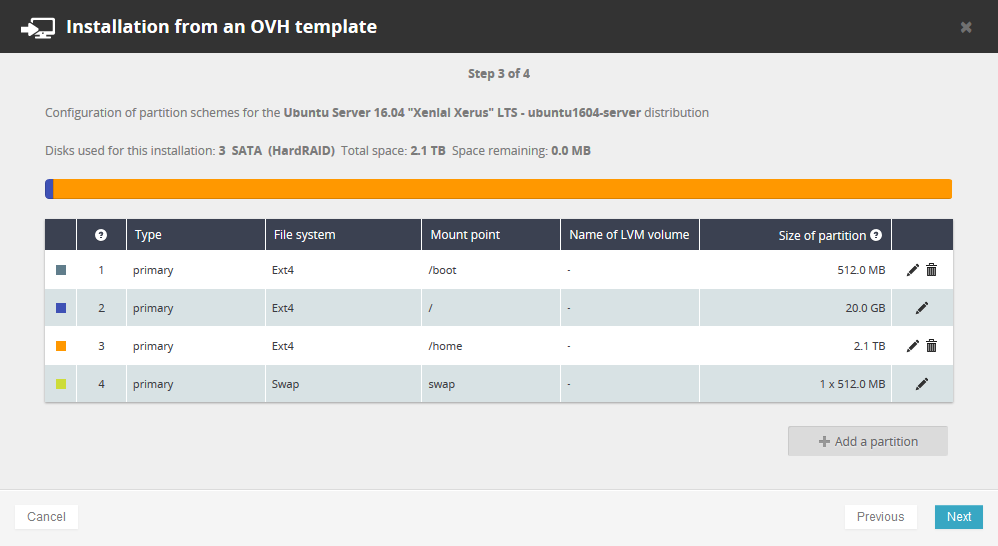 Installation from an OVH template
Step 3 of 4
Configuration of partition schemes for the Ubuntu Server 16.04 "Xenial Xerus" LTS - ubuntu1604-server distribution
Disks used for this installation: 3 SATA (HardRAID) Total space: 2.1 TB Space remaining: 0.0 MB
? Type File system Mount point Name of LVM volume Size of partition ?
1 primary Ext4 /boot - 512.0 MB
2 primary Ext4 / - 20.0 GB
3 primary Ext4 /home - 2.1 TB
4 primary Swap swap - 1 x 512.0 MB
+ Add a partition
Cancel Previous Next